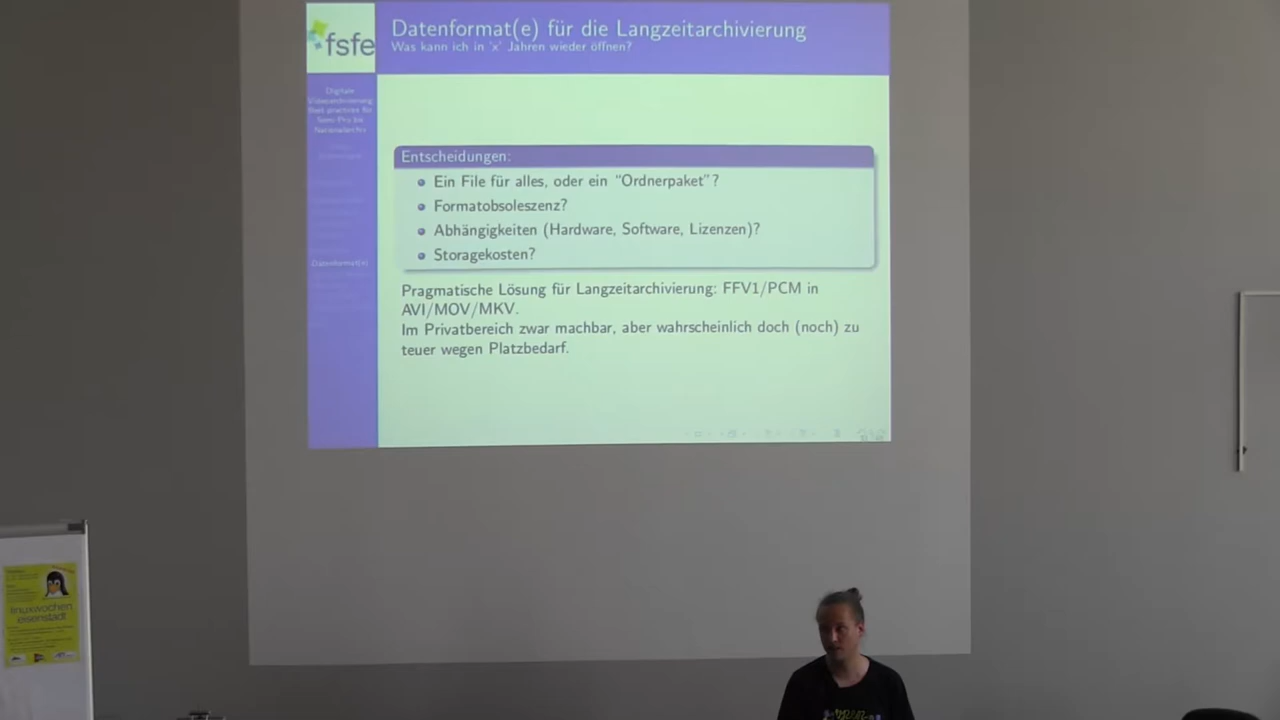 fsfe
Datenformat(e) für die Langzeitarchivierung
Was kann ich in 'x' Jahren wieder öffnen?
Digitale
Videoarchivierung
Best practices für
Semi-Pro bis
Nationalarchiv
Datenformat(e)
Entscheidungen:
Ein File für alles, oder ein "Ordnerpaket"?
Formatobsoleszenz?
Abhängigkeiten (Hardware, Software, Lizenzen)?
Storagekosten?
Pragmatische Lösung für Langzeitarchivierung: FFV1/PCM in
AVI/MOV/MKV.
Im Privatbereich zwar machbar, aber wahrscheinlich doch (noch) zu
teuer wegen Platzbedarf.
linuxwochen
eisenstadt